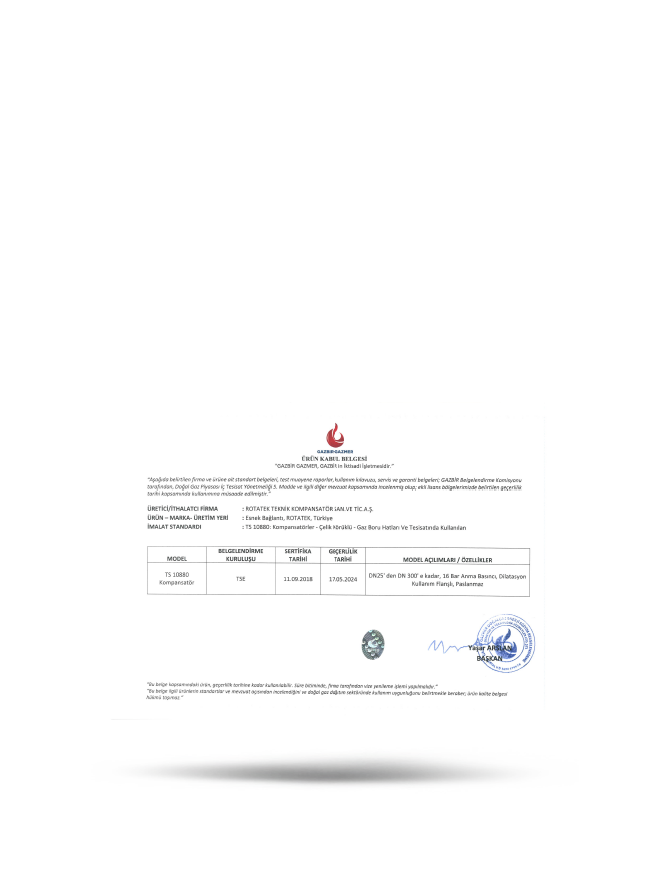 GAZBİR·GAZMER
ÜRÜN KABUL BELGESİ
"GAZBİR GAZMER, GAZBİR in İktisadi İşletmesidir."
"Aşağıda belirtilen firma ve ürüne ait standart belgeleri, test muayene raporlar, kullanım kılavuzu, servis ve garanti belgeleri; GAZBİR Belgelendirme Komisyonu
tarafından, Doğal Gaz Piyasası İç Tesisat Yönetmeliği 5. Madde ve ilgili diğer mevzuat kapsamında incelenmiş olup; ekli lisans bölgelerimizde belirtilen geçerlilik
tarihi kapsamında kullanımına müsaade edilmiştir."
ÜRETİCİ/İTHALATCI FİRMA : ROTATEK TEKNİK KOMPANSATÖR SAN.VE TİC.A.Ş.
ÜRÜN – MARKA- ÜRETİM YERİ : Esnek Bağlantı, ROTATEK, Türkiye
İMALAT STANDARDI : TS 10880: Kompansatörler - Çelik Körüklü - Gaz Boru Hatları Ve Tesisatında Kullanılan
MODEL BELGELENDİRME KURULUŞU SERTİFİKA TARİHİ GEÇERLİLİK TARİHİ MODEL AÇILIMLARI / ÖZELLİKLER
TS 10880 Kompansatör TSE 11.09.2018 17.05.2024 DN25' den DN 300' e kadar, 16 Bar Anma Basıncı, Dilatasyon
Kullanım Flanşlı, Paslanmaz
Yaşar ARSLAN
BAŞKAN
"Bu belge kapsamındaki ürün, geçerlilik tarihine kadar kullanılabilir. Süre bitiminde, firma tarafından vize yenileme işlemi yapılmalıdır."
"Bu belge ilgili ürünlerin standartlar ve mevzuat açısından incelendiğini ve doğal gaz dağıtım sektöründe kullanım uygunluğunu belirtmekle beraber; ürün kalite belgesi
hükmü taşımaz."